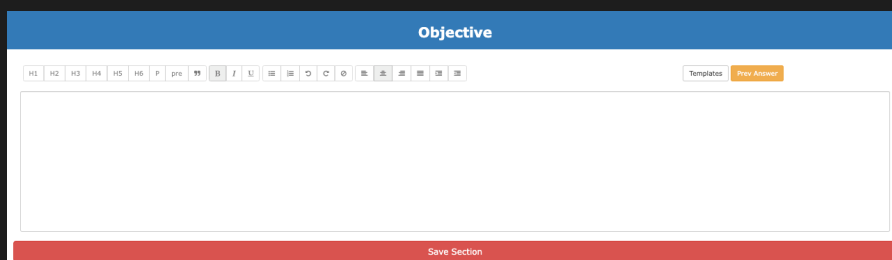 Objective
H1 H2 H3 H4 H5 H6 P pre ” B I U Templates Prev Answer
Save Section